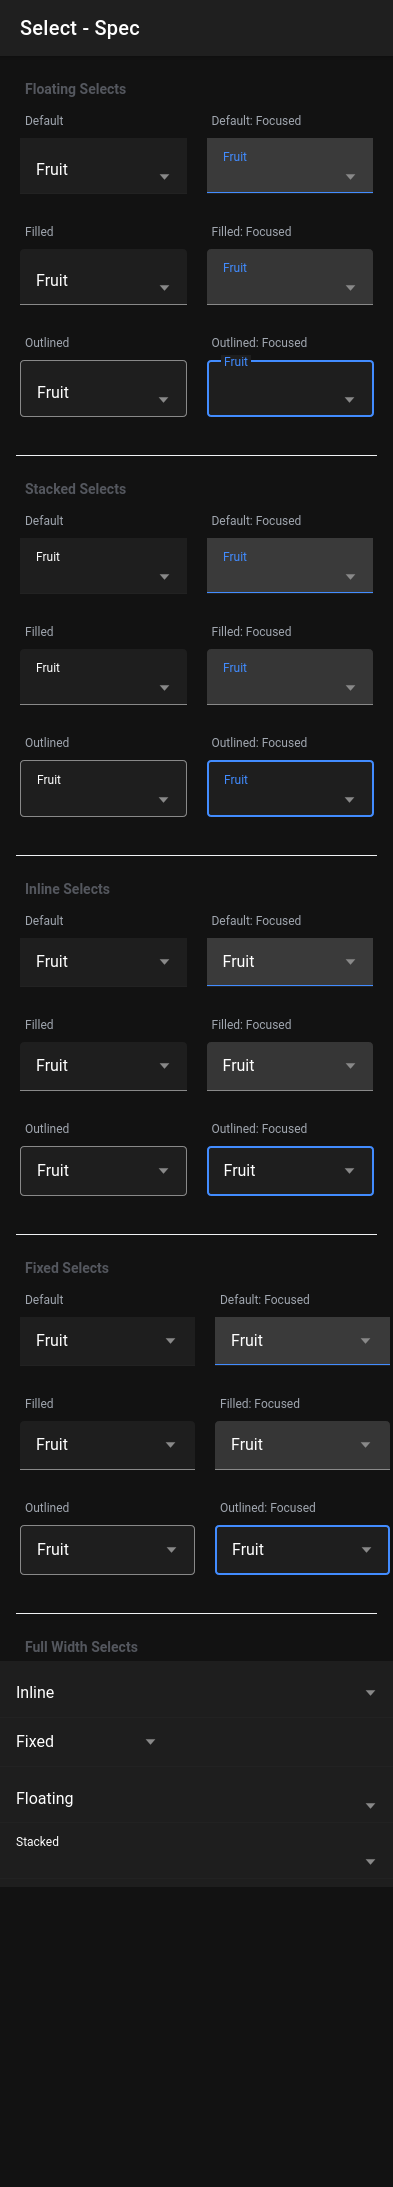 Select - Spec
Floating Selects
Default Default: Focused
Fruit Fruit
Filled Filled: Focused
Fruit Fruit
Outlined Outlined: Focused
Fruit Fruit
Stacked Selects
Default Default: Focused
Fruit Fruit
Filled Filled: Focused
Fruit Fruit
Outlined Outlined: Focused
Fruit Fruit
Inline Selects
Default Default: Focused
Fruit Fruit
Filled Filled: Focused
Fruit Fruit
Outlined Outlined: Focused
Fruit Fruit
Fixed Selects
Default Default: Focused
Fruit Fruit
Filled Filled: Focused
Fruit Fruit
Outlined Outlined: Focused
Fruit Fruit
Full Width Selects
Inline
Fixed
Floating
Stacked